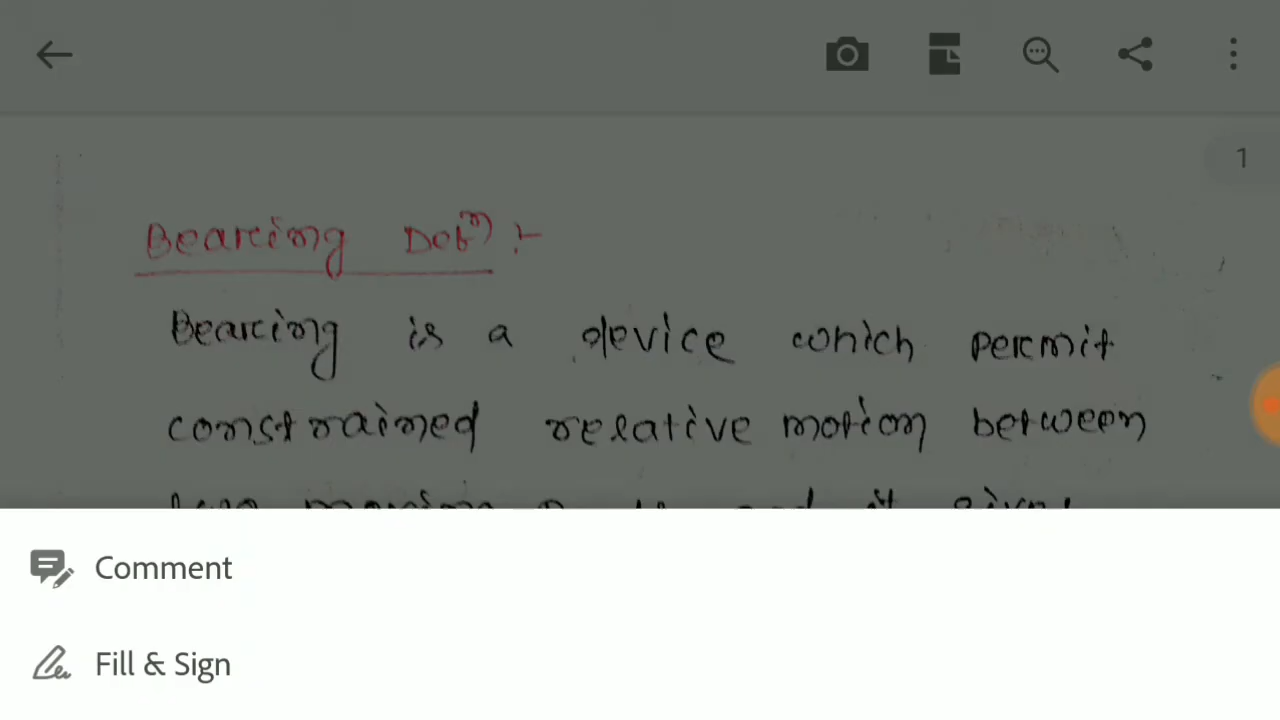 1
Bearing Defn :-
Bearing is a device which permit
constrained relative motion between
Comment
Fill & Sign